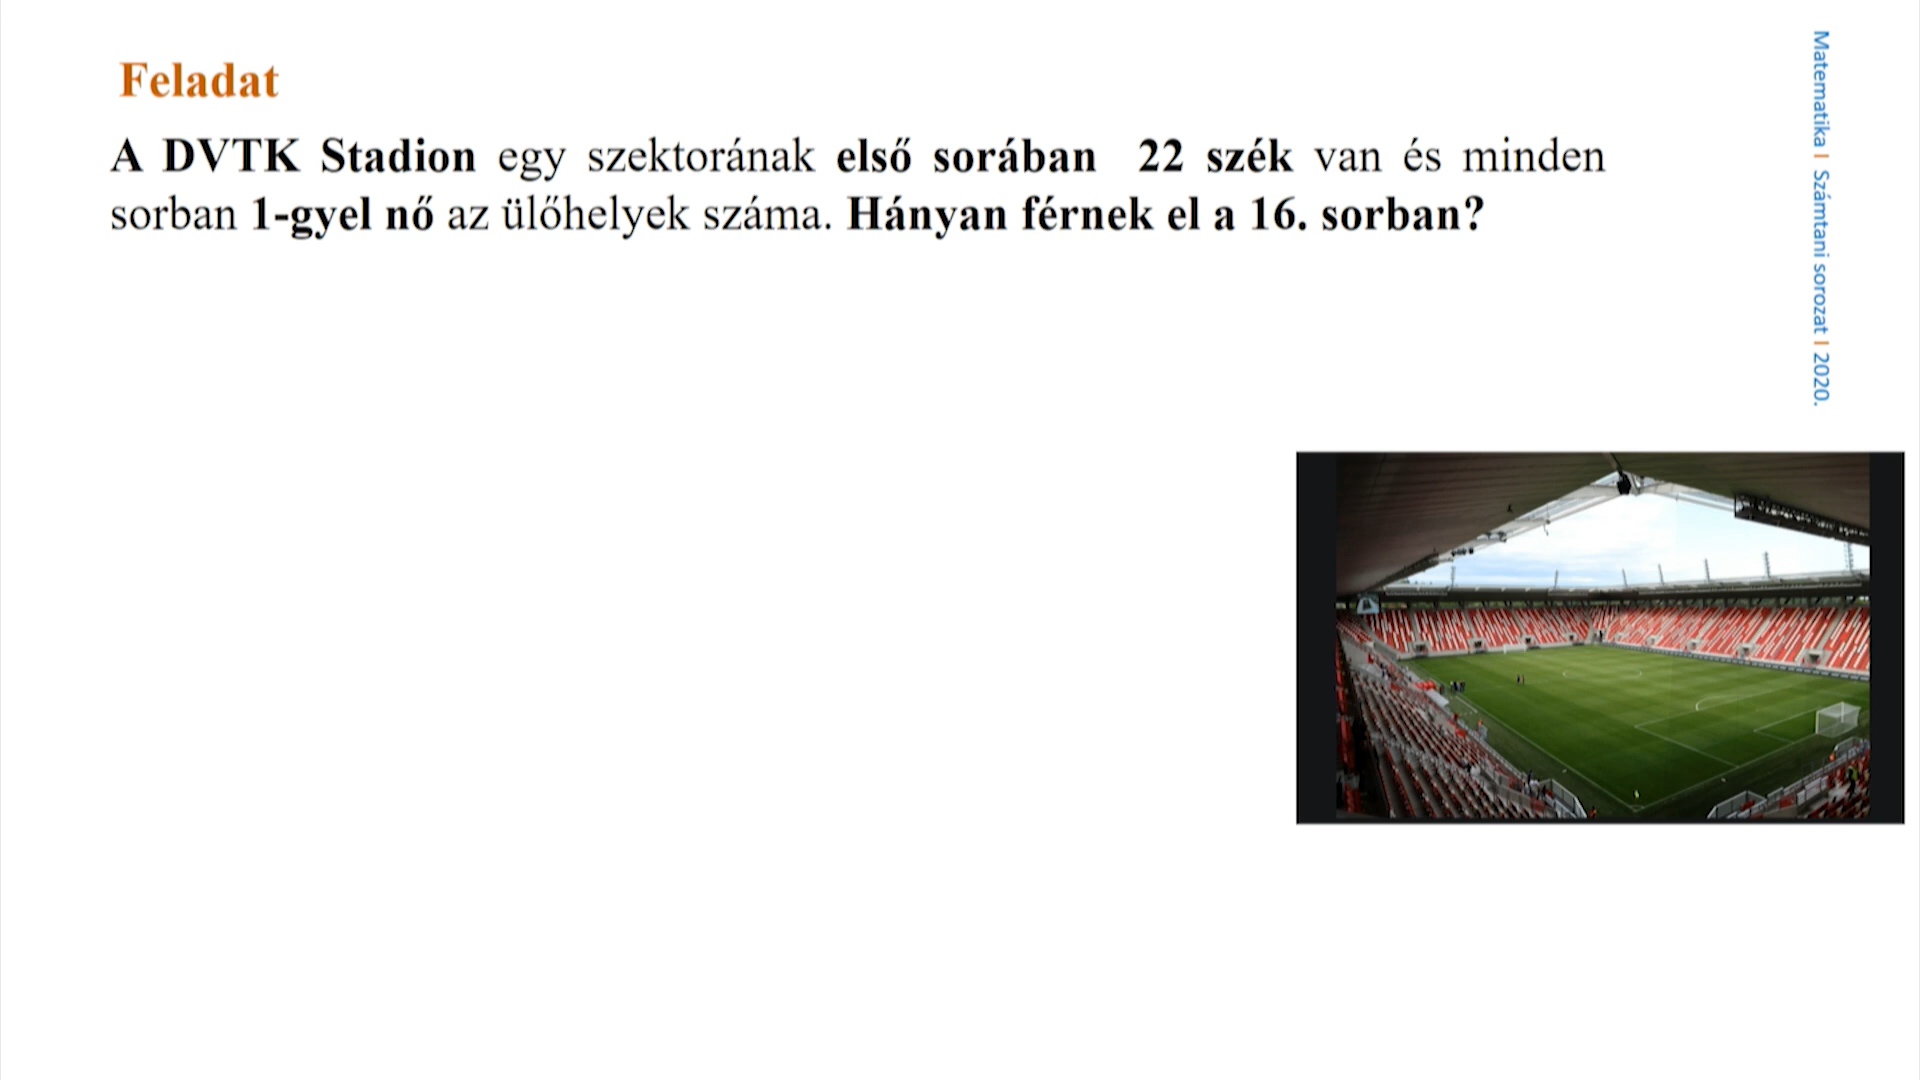 Feladat
A DVTK Stadion egy szektorának első sorában 22 szék van és minden
sorban 1-gyel nő az ülőhelyek száma. Hányan férnek el a 16. sorban?
Matematika I Számtani sorozat I 2020.